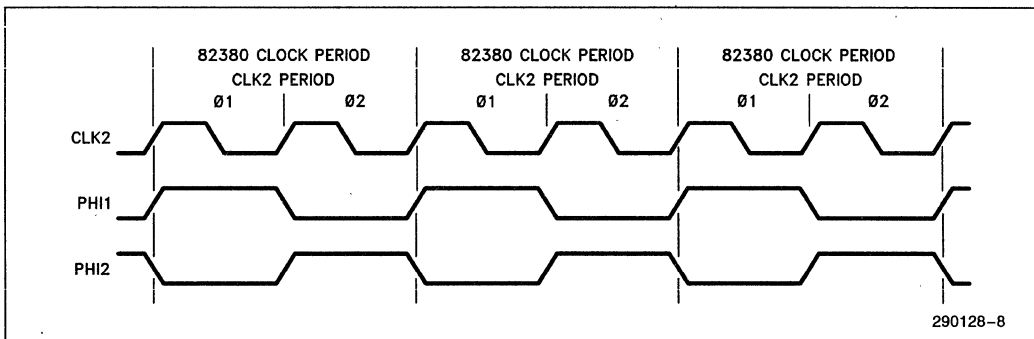 82380 CLOCK PERIOD 82380 CLOCK PERIOD 82380 CLOCK PERIOD
CLK2 PERIOD CLK2 PERIOD CLK2 PERIOD
Ø1 Ø2 Ø1 Ø2 Ø1 Ø2
CLK2
PHI1
PHI2
290128-8